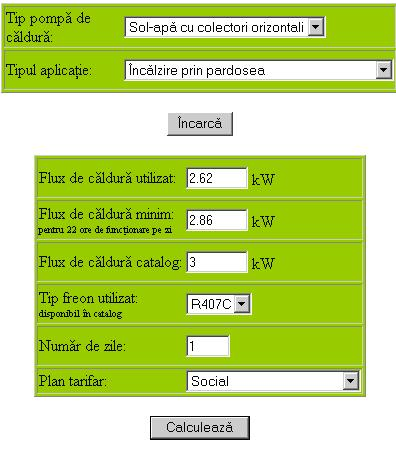 Tip pompă de
căldură:
Sol-apă cu colectori orizontali
Tipul aplicație:
Încălzire prin pardosea
Încarcă
Flux de căldură utilizat: 2.62 kW
Flux de căldură minim: 2.86 kW
pentru 22 ore de funcționare pe zi
Flux de căldură catalog: 3 kW
Tip freon utilizat: R407C
disponibil în catalog
Număr de zile: 1
Plan tarifar: Social
Calculează